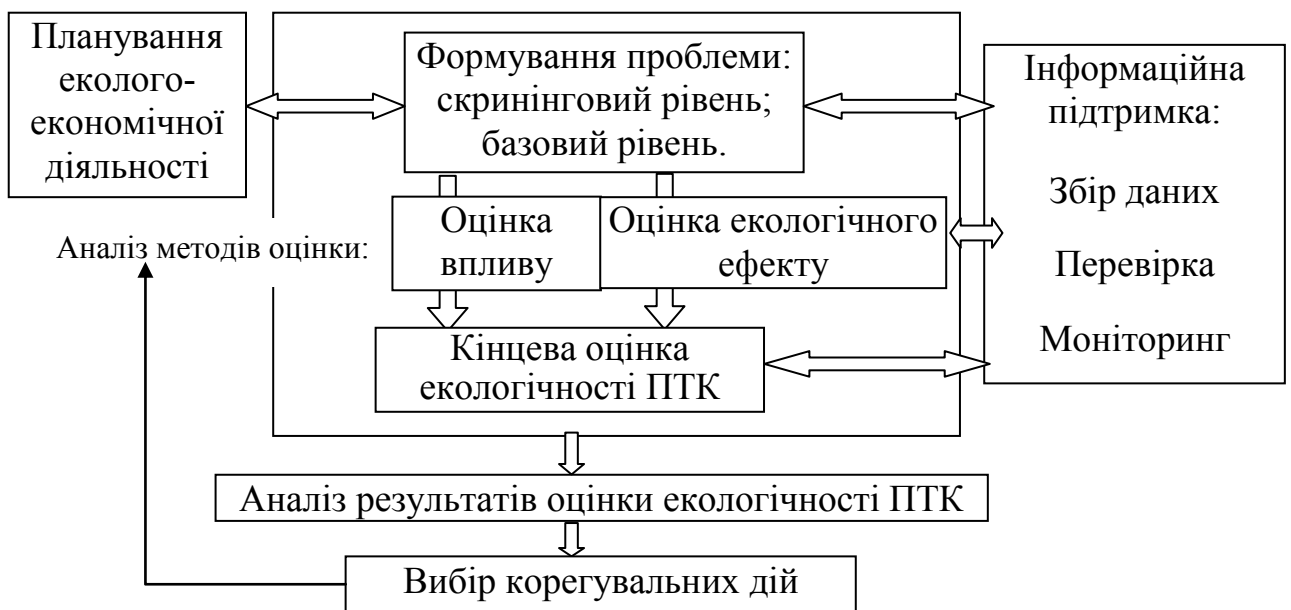 Планування
еколого-
економічної
діяльності
Формування проблеми:
скринінговий рівень;
базовий рівень.
Інформаційна
підтримка:
Збір даних
Перевірка
Моніторинг
Аналіз методів оцінки:
Оцінка
впливу
Оцінка екологічного
ефекту
Кінцева оцінка
екологічності ПТК
Аналіз результатів оцінки екологічності ПТК
Вибір корегувальних дій